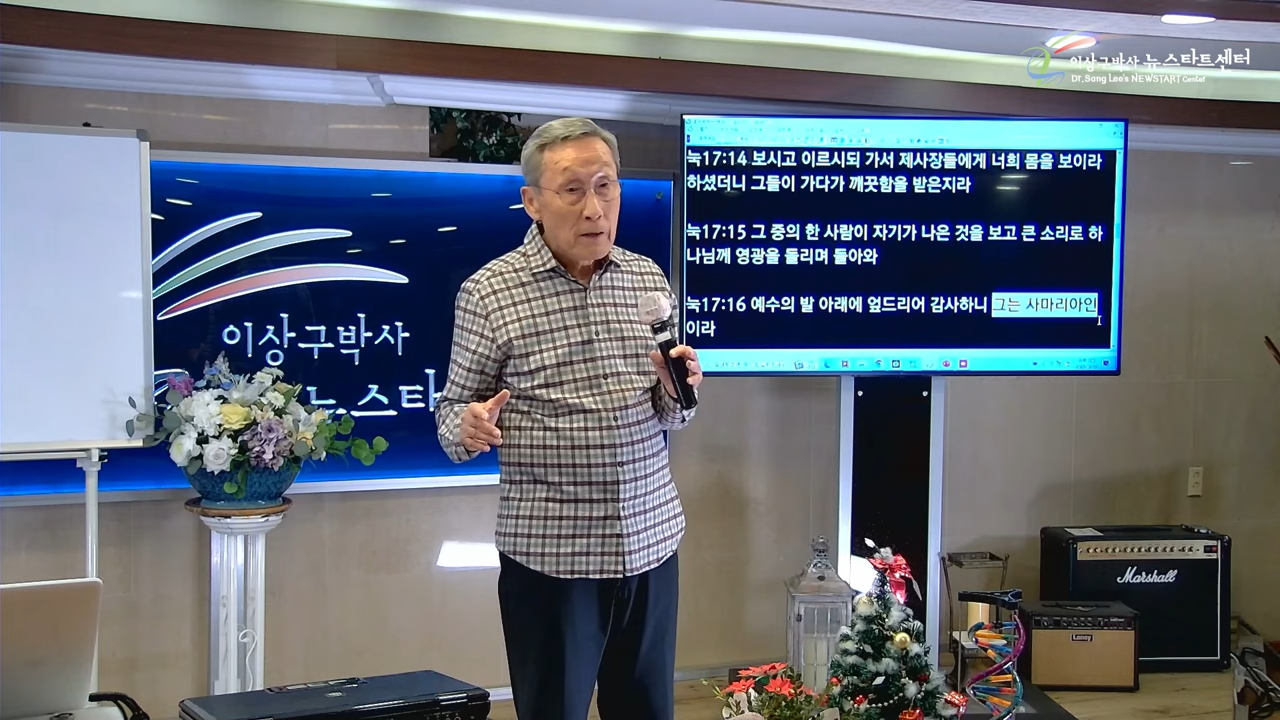 이상구박사 뉴스타트센터
Dr.Sang Lee's NEWSTART Center
눅17:14 보시고 이르시되 가서 제사장들에게 너희 몸을 보이라
하셨더니 그들이 가다가 깨끗함을 받은지라
눅17:15 그 중의 한 사람이 자기가 나은 것을 보고 큰 소리로 하
나님께 영광을 돌리며 돌아와
눅17:16 예수의 발 아래에 엎드리어 감사하니 그는 사마리아인
이라
이상구박사
뉴스타
Marshall
Laney